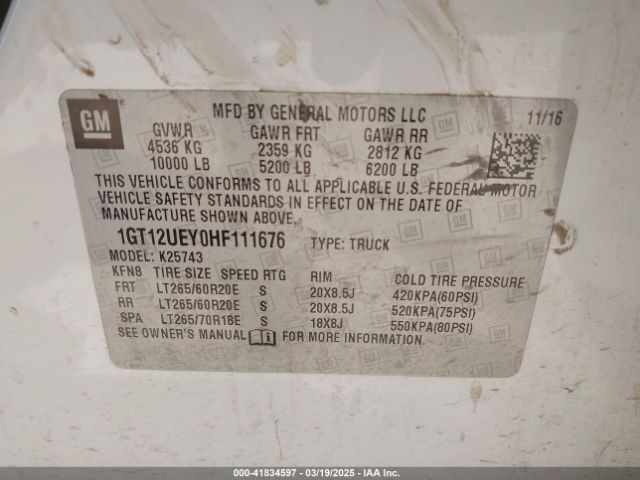 GM
MFD BY GENERAL MOTORS LLC 11/16
GVWR GAWR FRT GAWR RR
4536 KG 2359 KG 2812 KG
10000 LB 5200 LB 6200 LB
THIS VEHICLE CONFORMS TO ALL APPLICABLE U.S. FEDERAL MOTOR
VEHICLE SAFETY STANDARDS IN EFFECT ON THE DATE OF
MANUFACTURE SHOWN ABOVE.
1GT12UEY0HF111676 TYPE: TRUCK
MODEL: K25743
KFN8 TIRE SIZE SPEED RTG RIM COLD TIRE PRESSURE
FRT LT265/60R20E S 20X8.5J 420KPA(60PSI)
RR LT265/60R20E S 20X8.5J 520KPA(75PSI)
SPA LT265/70R18E S 18X8J 550KPA(80PSI)
SEE OWNER'S MANUAL FOR MORE INFORMATION.
000-41834597 - 03/19/2025 - IAA Inc.